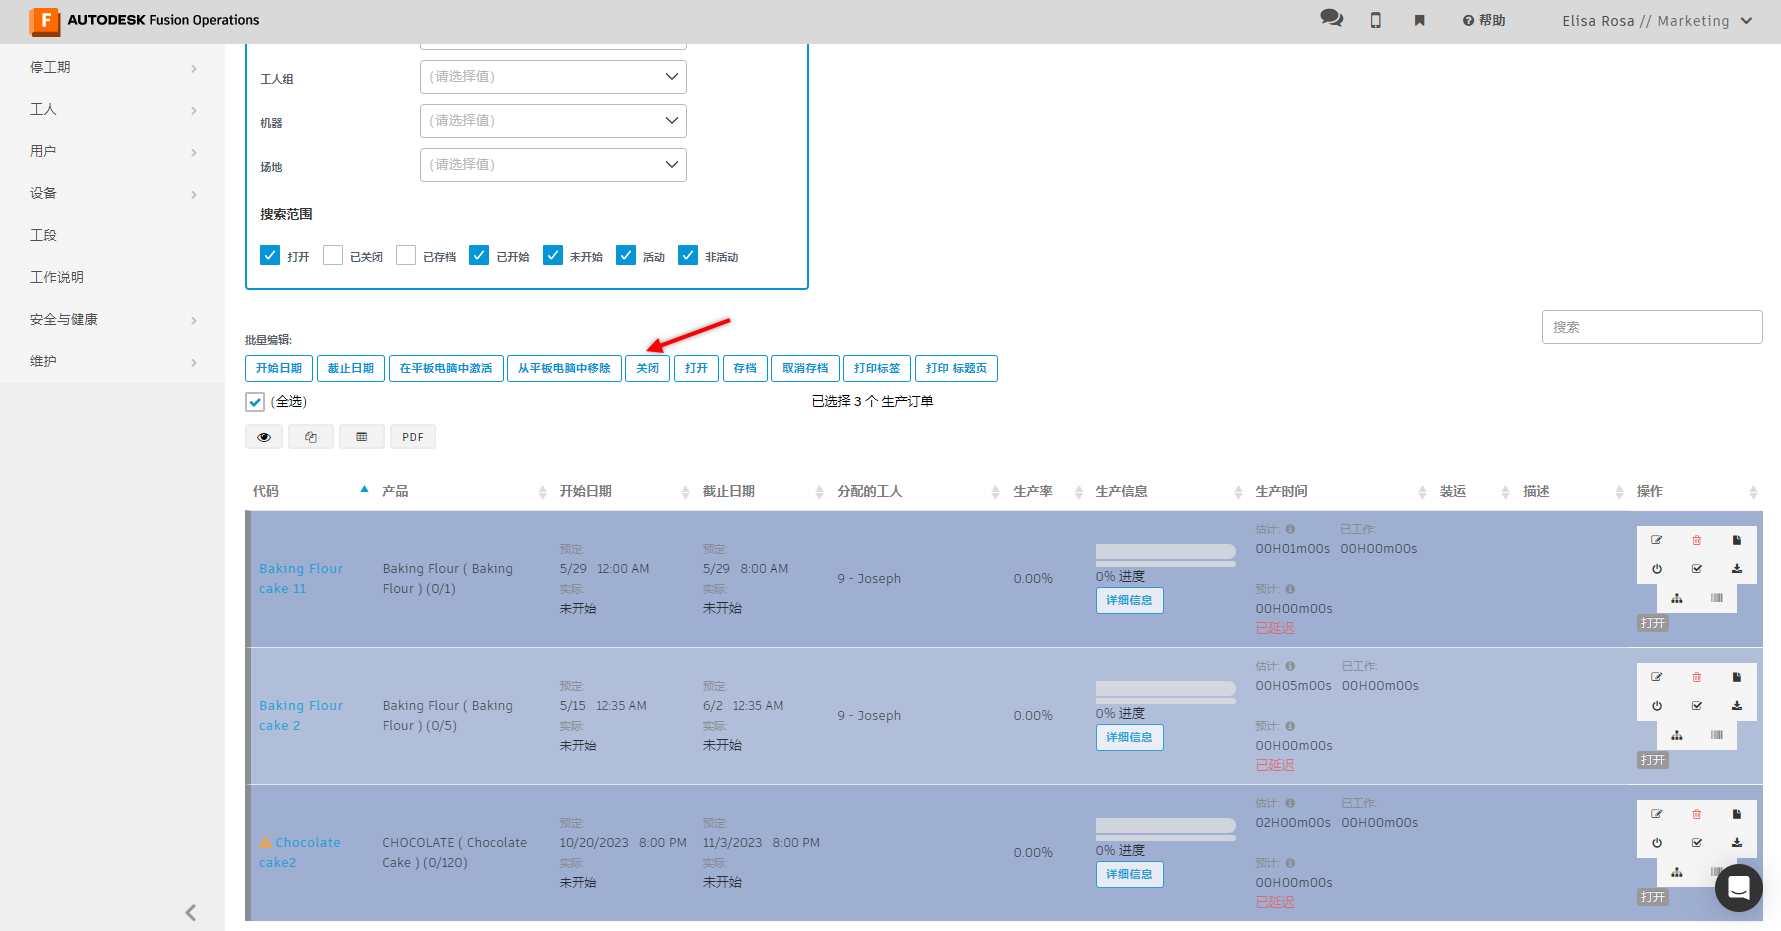 F AUTODESK Fusion Operations
帮助
Elisa Rosa // Marketing
停工期
工人
用户
设备
工段
工作说明
安全与健康
维护
工人组
(请选择值)
机器
(请选择值)
场地
(请选择值)
搜索范围
打开 已关闭 已存档 已开始 未开始 活动 非活动
搜索
批量编辑:
开始日期 截止日期 在平板电脑中激活 从平板电脑中移除 关闭 打开 存档 取消存档 打印标签 打印 标题页
(全选)
已选择 3 个 生产订单
PDF
代码 产品 开始日期 截止日期 分配的工人 生产率 生产信息 生产时间 装运 描述 操作
Baking Flour
cake 11
Baking Flour ( Baking
Flour ) (0/1)
预定:
5/29 12:00 AM
实际:
未开始
预定:
5/29 8:00 AM
实际:
未开始
9 - Joseph
0.00%
0% 进度
详细信息
估计:
00H01m00s
已工作:
00H00m00s
预计:
00H00m00s
已延迟
打开
Baking Flour
cake 2
Baking Flour ( Baking
Flour ) (0/5)
预定:
5/15 12:35 AM
实际:
未开始
预定:
6/2 12:35 AM
实际:
未开始
9 - Joseph
0.00%
0% 进度
详细信息
估计:
00H05m00s
已工作:
00H00m00s
预计:
00H00m00s
已延迟
打开
Chocolate
cake2
CHOCOLATE ( Chocolate
Cake ) (0/120)
预定:
10/20/2023 8:00 PM
实际:
未开始
预定:
11/3/2023 8:00 PM
实际:
未开始
0.00%
0% 进度
详细信息
估计:
02H00m00s
已工作:
00H00m00s
预计:
00H00m00s
已延迟
打开